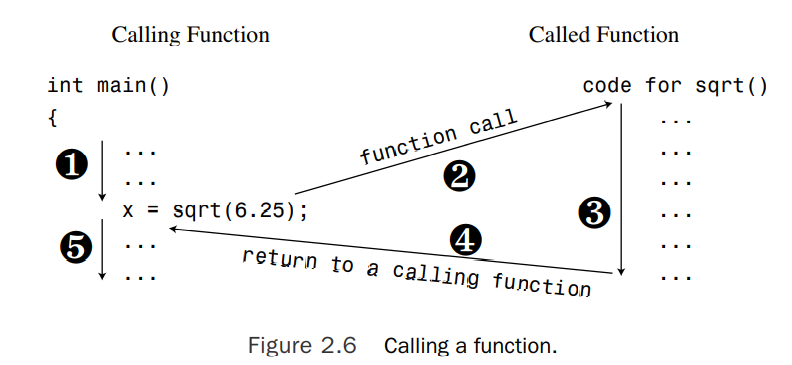 Calling Function
Called Function
int main()
code for sqrt()
{
...
function call
...
❶
...
...
❷
...
...
x = sqrt(6.25);
❸
...
❹
❺
...
...
return to a calling function
...
...
Figure 2.6 Calling a function.